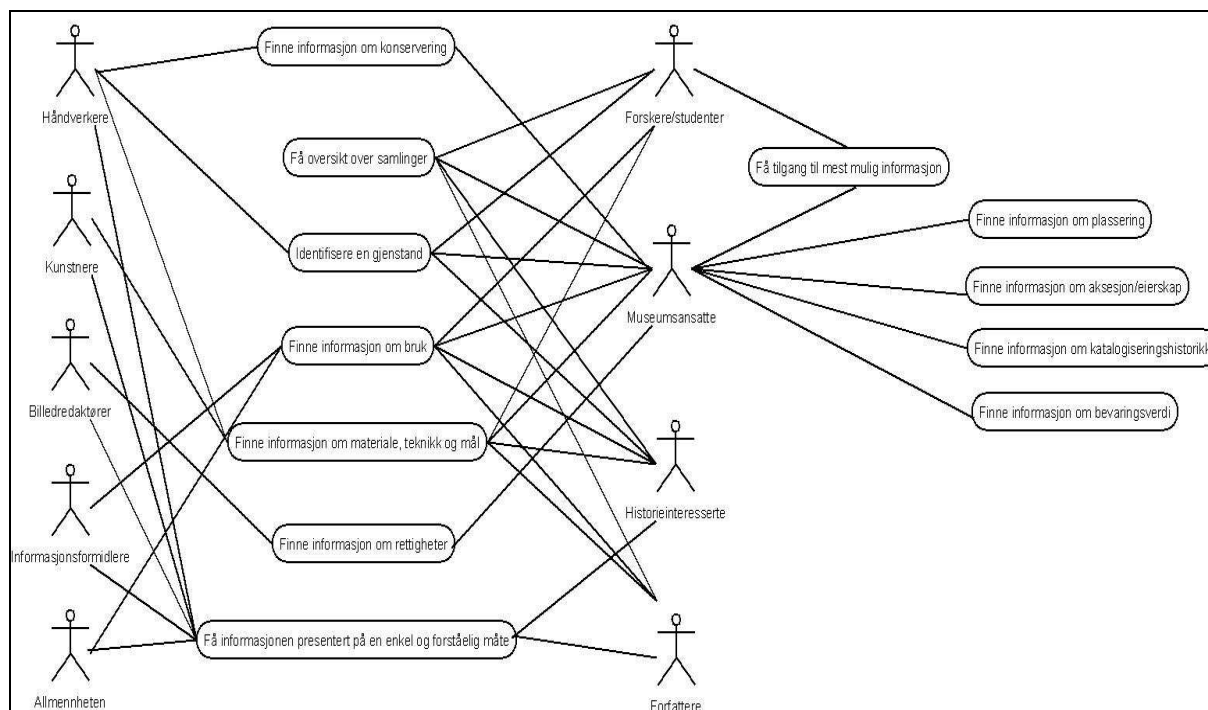 Håndverkere
Finne informasjon om konservering
Forskere/studenter
Få oversikt over samlinger
Få tilgang til mest mulig informasjon
Kunstnere
Identifisere en gjenstand
Museumsansatte
Finne informasjon om plassering
Finne informasjon om aksesjon/eierskap
Finne informasjon om bruk
Finne informasjon om katalogiseringshistorikk
Billedredaktører
Finne informasjon om bevaringsverdi
Finne informasjon om materiale, teknikk og mål
Historieinteresserte
Informasjonsformidlere
Finne informasjon om rettigheter
Få informasjonen presentert på en enkel og forståelig måte
Allmennheten
Forfattere